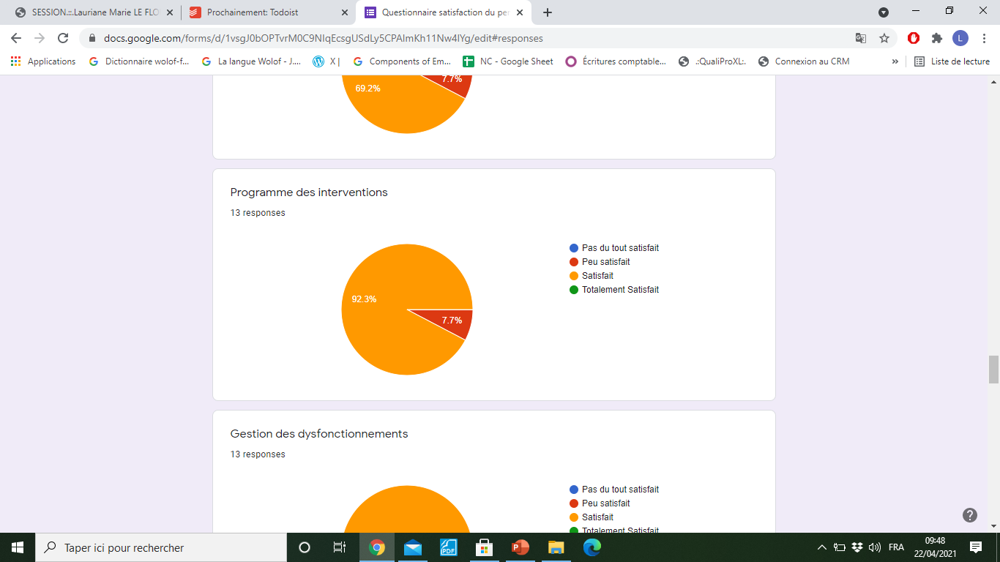 SESSION.::.Lauriane Marie LE FLO
Prochainement: Todoist
Questionnaire satisfaction du per
docs.google.com/forms/d/1vsgJ0bOPTvrM0C9NIqEcsgUSdLy5CPAlmKh11Nw4lYg/edit#responses
L
Applications
Dictionnaire wolof-f...
La langue Wolof - J....
X |
Components of Em...
NC - Google Sheet
Écritures comptable...
.:QualiProXL:.
Connexion au CRM
»
Liste de lecture
7.7%
69.2%
Programme des interventions
13 responses
92.3%
7.7%
Pas du tout satisfait
Peu satisfait
Satisfait
Totalement Satisfait
Gestion des dysfonctionnements
13 responses
Pas du tout satisfait
Peu satisfait
Satisfait
Totalement Satisfait
Taper ici pour rechercher
PDF
FRA
09:48
22/04/2021